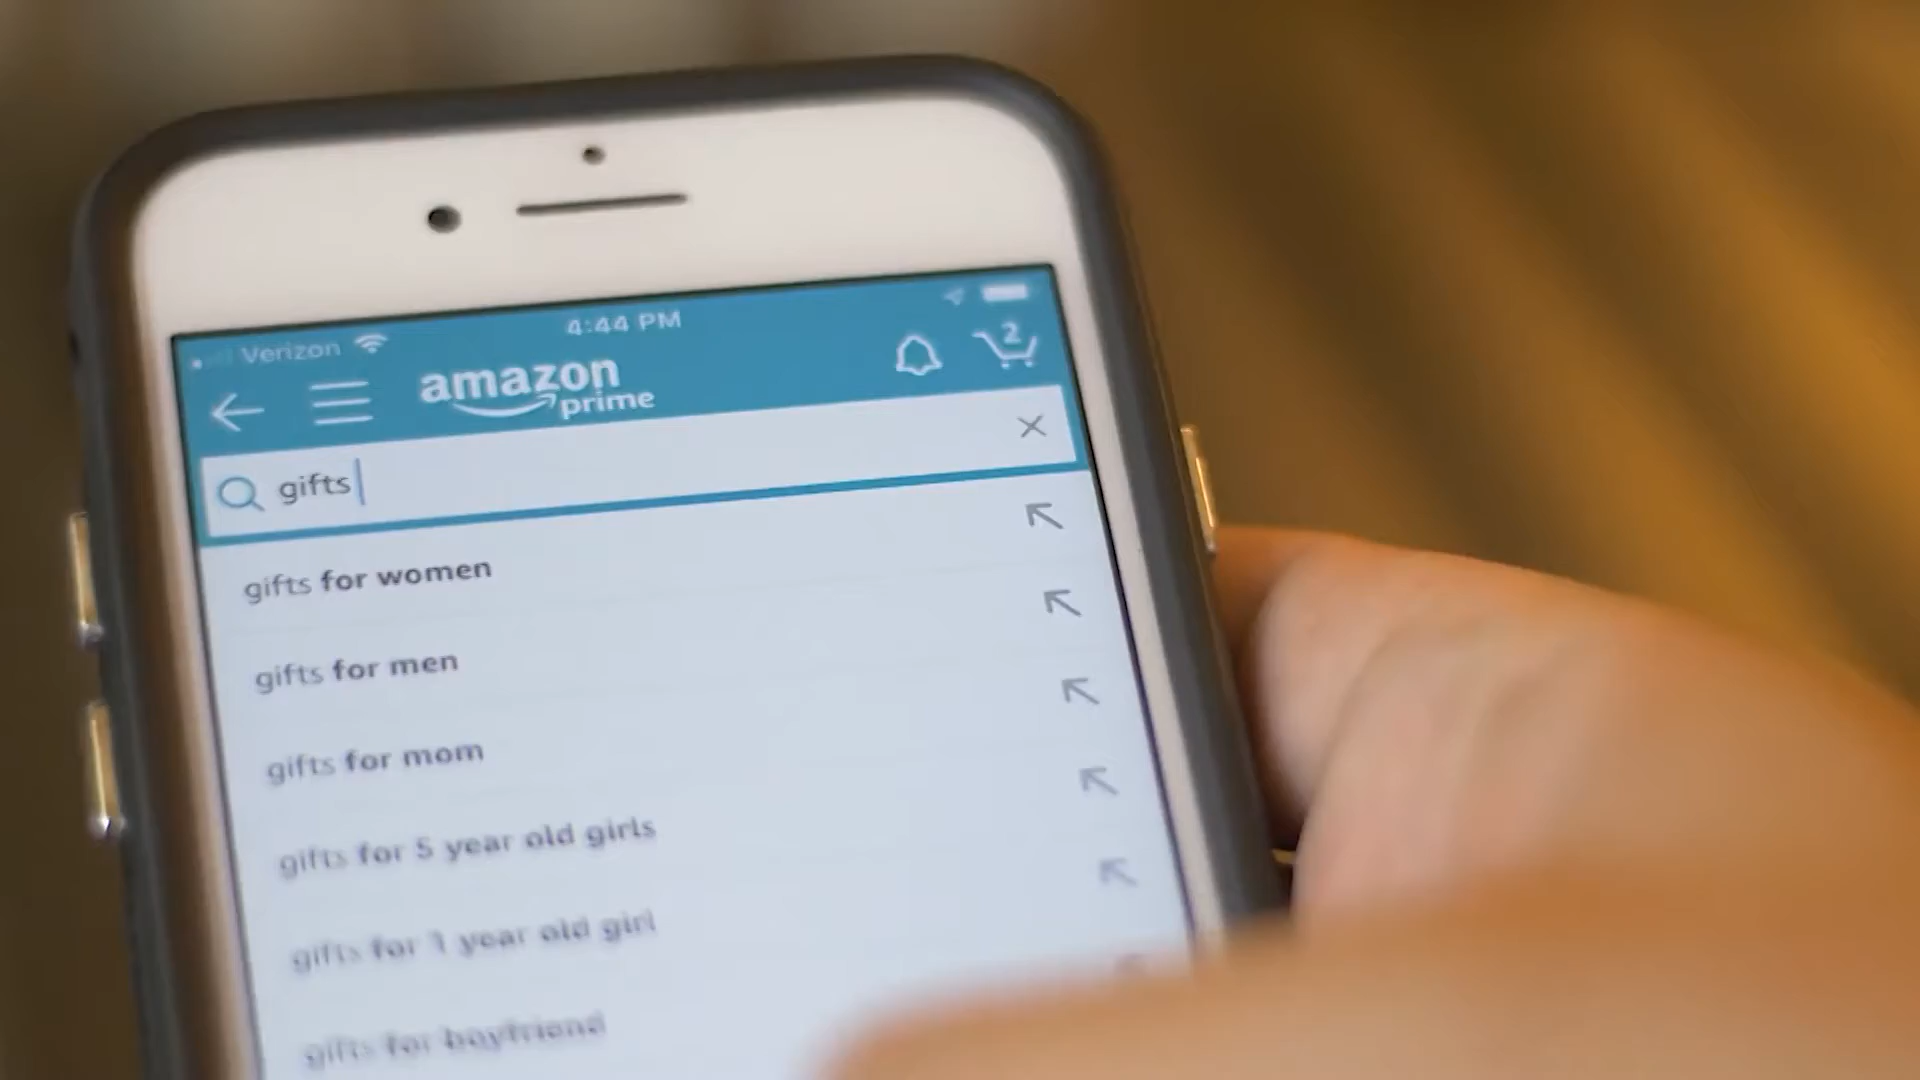 Verizon
4:44 PM
amazon
prime
2
gifts
gifts for women
gifts for men
gifts for mom
gifts for 5 year old girls
gifts for 1 year old girl
gifts for boyfriend